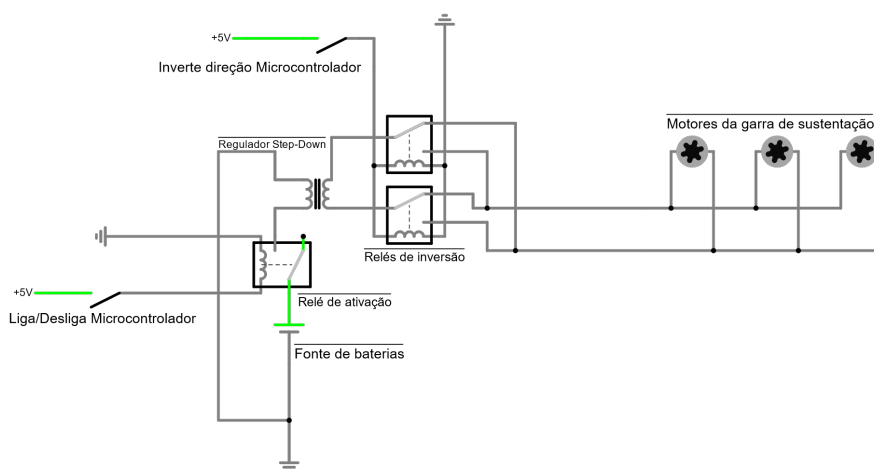 +5V
Inverte direção Microcontrolador
Motores da garra de sustentação
Regulador Step-Down
Relés de inversão
+5V
Relé de ativação
Liga/Desliga Microcontrolador
Fonte de baterias